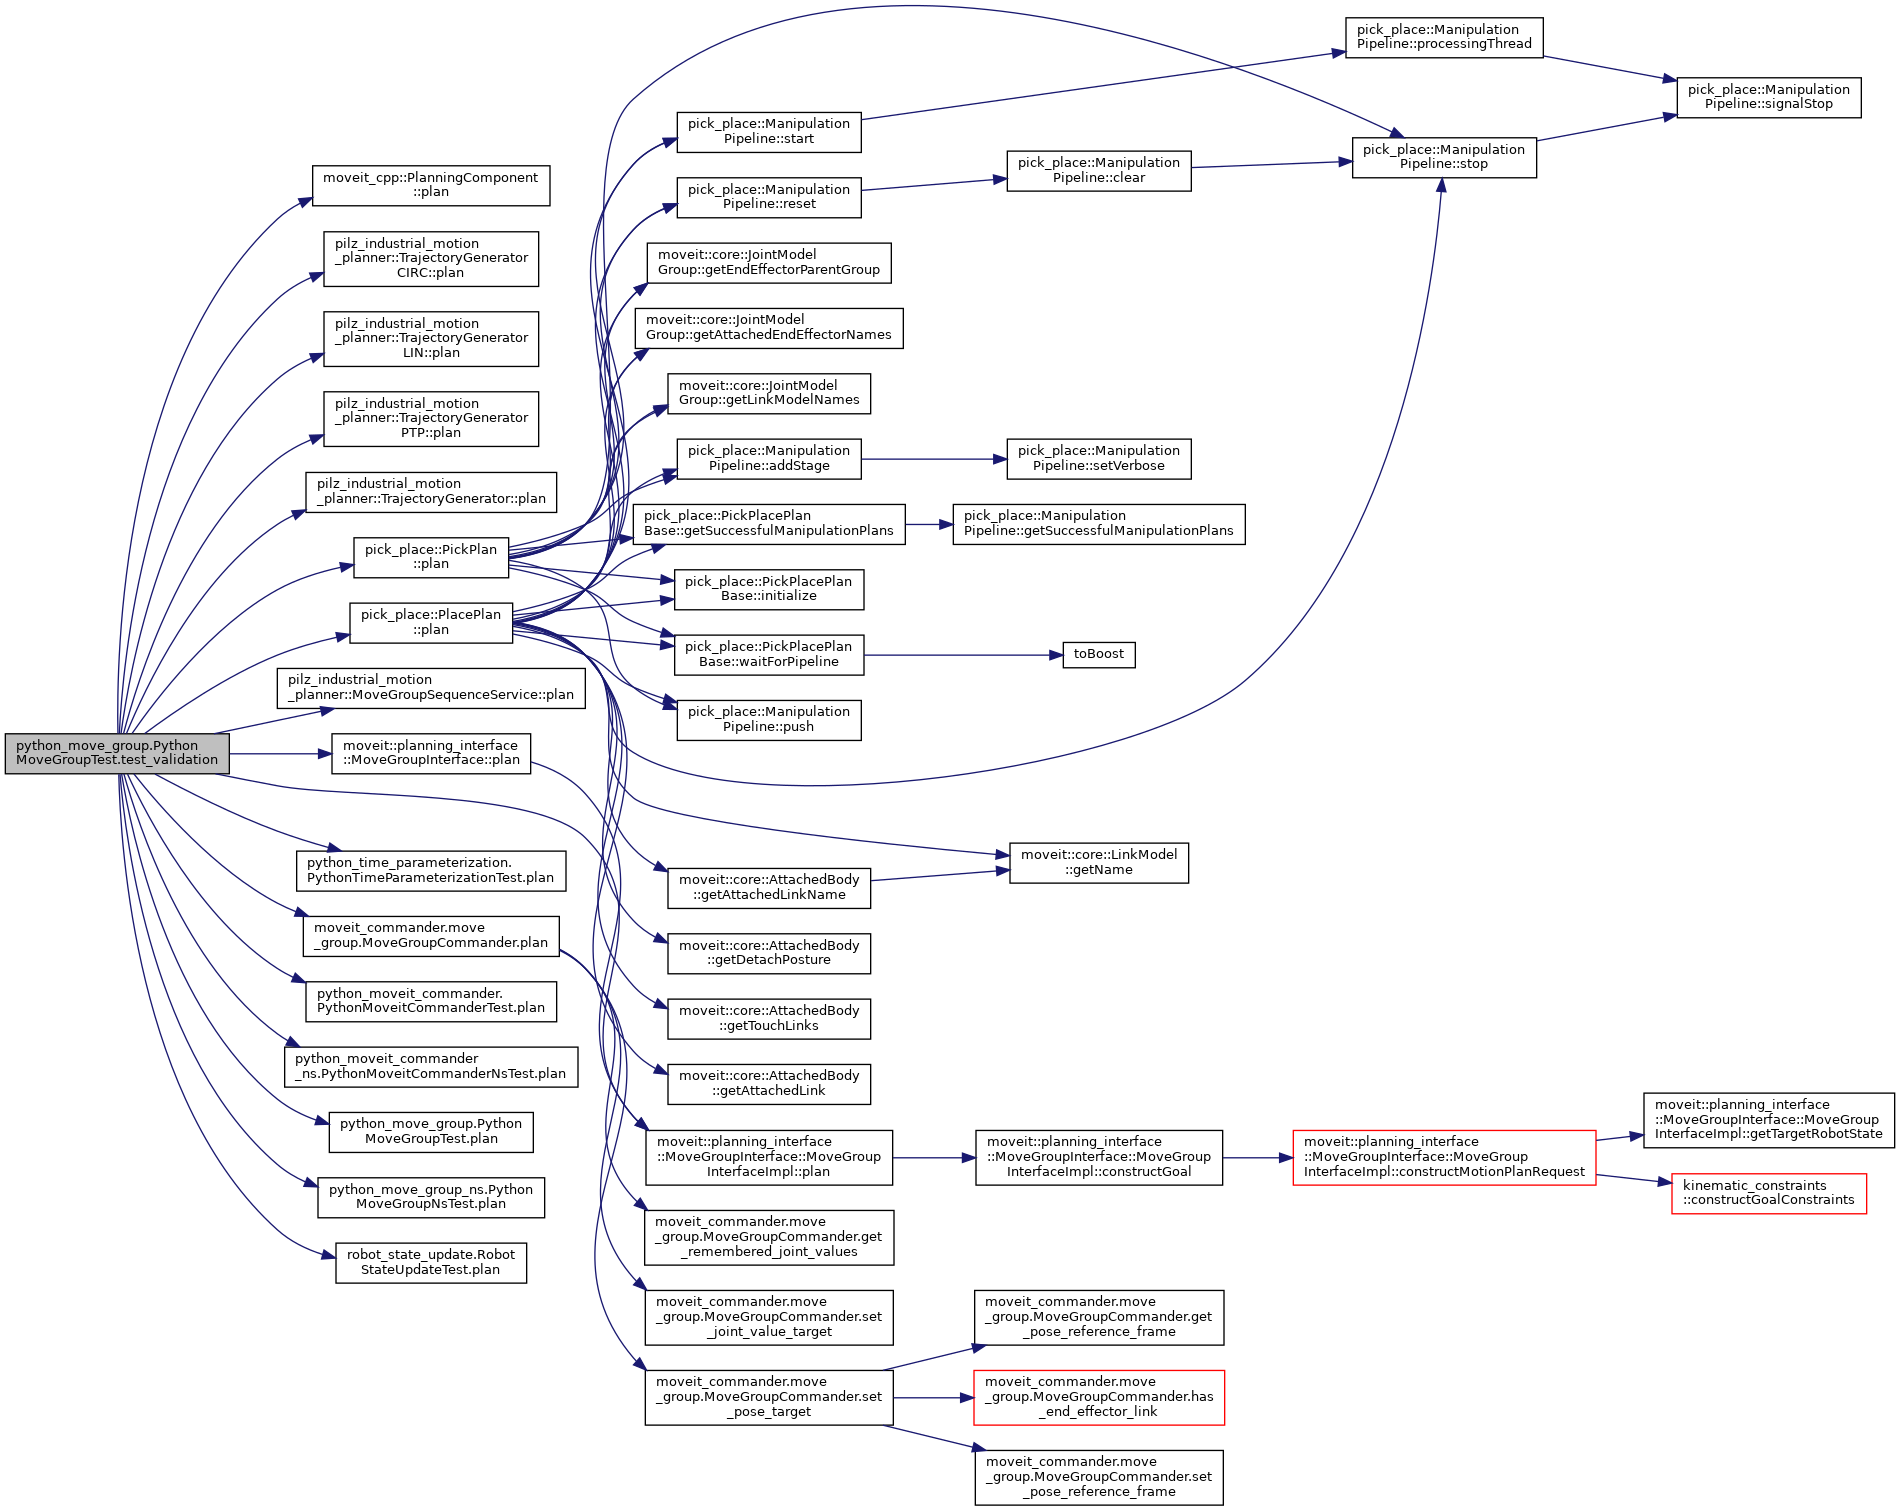 python_move_group.Python
MoveGroupTest.test_validation
moveit_cpp::PlanningComponent
::plan
pilz_industrial_motion
_planner::TrajectoryGenerator
CIRC::plan
pilz_industrial_motion
_planner::TrajectoryGenerator
LIN::plan
pilz_industrial_motion
_planner::TrajectoryGenerator
PTP::plan
pilz_industrial_motion
_planner::TrajectoryGenerator::plan
pick_place::PickPlan
::plan
pick_place::PlacePlan
::plan
pilz_industrial_motion
_planner::MoveGroupSequenceService::plan
moveit::planning_interface
::MoveGroupInterface::plan
python_time_parameterization.
PythonTimeParameterizationTest.plan
moveit_commander.move
_group.MoveGroupCommander.plan
python_moveit_commander.
PythonMoveitCommanderTest.plan
python_moveit_commander
_ns.PythonMoveitCommanderNsTest.plan
python_move_group.Python
MoveGroupTest.plan
python_move_group_ns.Python
MoveGroupNsTest.plan
robot_state_update.Robot
StateUpdateTest.plan
pick_place::Manipulation
Pipeline::start
pick_place::Manipulation
Pipeline::reset
moveit::core::JointModel
Group::getEndEffectorParentGroup
moveit::core::JointModel
Group::getAttachedEndEffectorNames
moveit::core::JointModel
Group::getLinkModelNames
pick_place::Manipulation
Pipeline::addStage
pick_place::PickPlacePlan
Base::getSuccessfulManipulationPlans
pick_place::PickPlacePlan
Base::initialize
pick_place::PickPlacePlan
Base::waitForPipeline
pick_place::Manipulation
Pipeline::push
moveit::core::AttachedBody
::getAttachedLinkName
moveit::core::AttachedBody
::getDetachPosture
moveit::core::AttachedBody
::getTouchLinks
moveit::core::AttachedBody
::getAttachedLink
moveit::planning_interface
::MoveGroupInterface::MoveGroup
InterfaceImpl::plan
moveit_commander.move
_group.MoveGroupCommander.get
_remembered_joint_values
moveit_commander.move
_group.MoveGroupCommander.set
_joint_value_target
moveit_commander.move
_group.MoveGroupCommander.set
_pose_target
pick_place::Manipulation
Pipeline::clear
pick_place::Manipulation
Pipeline::setVerbose
pick_place::Manipulation
Pipeline::getSuccessfulManipulationPlans
toBoost
moveit::core::LinkModel
::getName
moveit::planning_interface
::MoveGroupInterface::MoveGroup
InterfaceImpl::constructGoal
moveit_commander.move
_group.MoveGroupCommander.get
_pose_reference_frame
moveit_commander.move
_group.MoveGroupCommander.has
_end_effector_link
moveit_commander.move
_group.MoveGroupCommander.set
_pose_reference_frame
pick_place::Manipulation
Pipeline::processingThread
pick_place::Manipulation
Pipeline::stop
moveit::planning_interface
::MoveGroupInterface::MoveGroup
InterfaceImpl::constructMotionPlanRequest
pick_place::Manipulation
Pipeline::signalStop
moveit::planning_interface
::MoveGroupInterface::MoveGroup
InterfaceImpl::getTargetRobotState
kinematic_constraints
::constructGoalConstraints